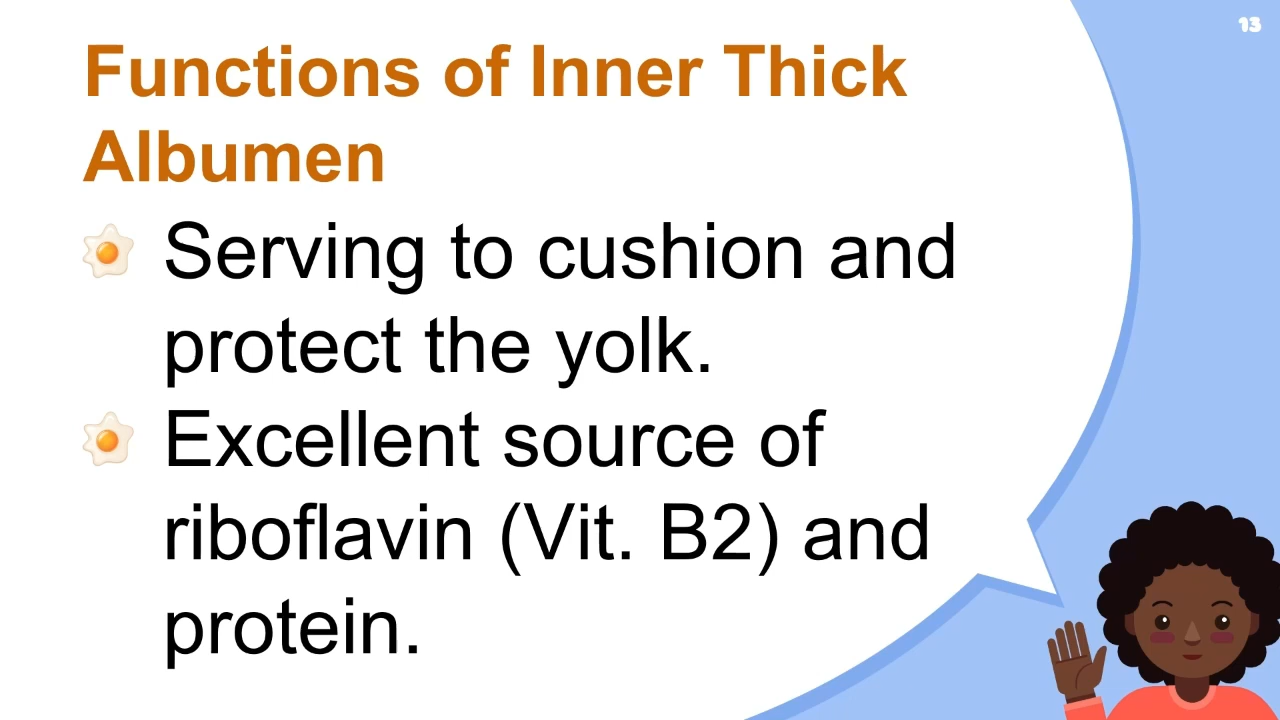 13
Functions of Inner Thick
Albumen
Serving to cushion and
protect the yolk.
Excellent source of
riboflavin (Vit. B2) and
protein.